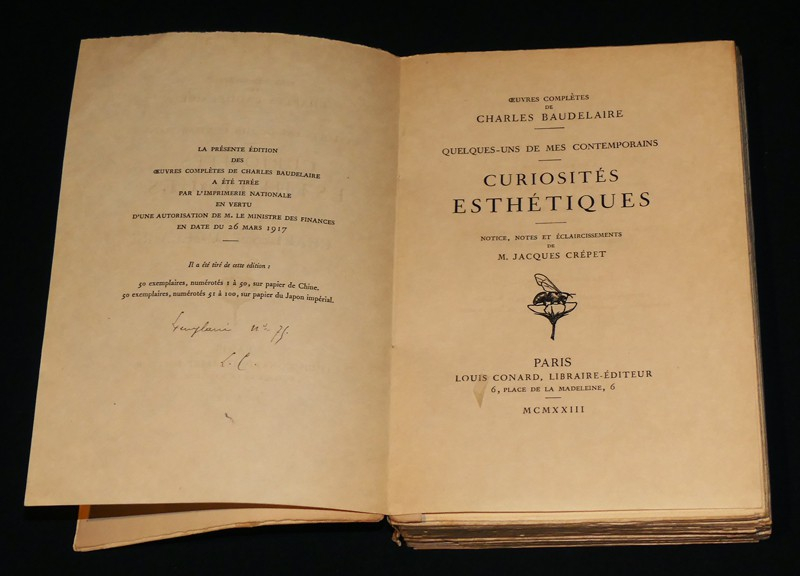 LA PRÉSENTE ÉDITION
DES
ŒUVRES COMPLÈTES DE CHARLES BAUDELAIRE
A ÉTÉ TIRÉE
PAR L'IMPRIMERIE NATIONALE
EN VERTU
D'UNE AUTORISATION DE M. LE MINISTRE DES FINANCES
EN DATE DU 26 MARS 1917
Il a été tiré de cette édition :
50 exemplaires, numérotés 1 à 50, sur papier de Chine.
50 exemplaires, numérotés 51 à 100, sur papier du Japon impérial.
Exemplaire n°
L. C.
ŒUVRES COMPLÈTES
DE
CHARLES BAUDELAIRE
QUELQUES-UNS DE MES CONTEMPORAINS
CURIOSITÉS
ESTHÉTIQUES
NOTICE, NOTES ET ÉCLAIRCISSEMENTS
DE
M. JACQUES CRÉPET
PARIS
LOUIS CONARD, LIBRAIRE-ÉDITEUR
6, PLACE DE LA MADELEINE, 6
MCMXXIII